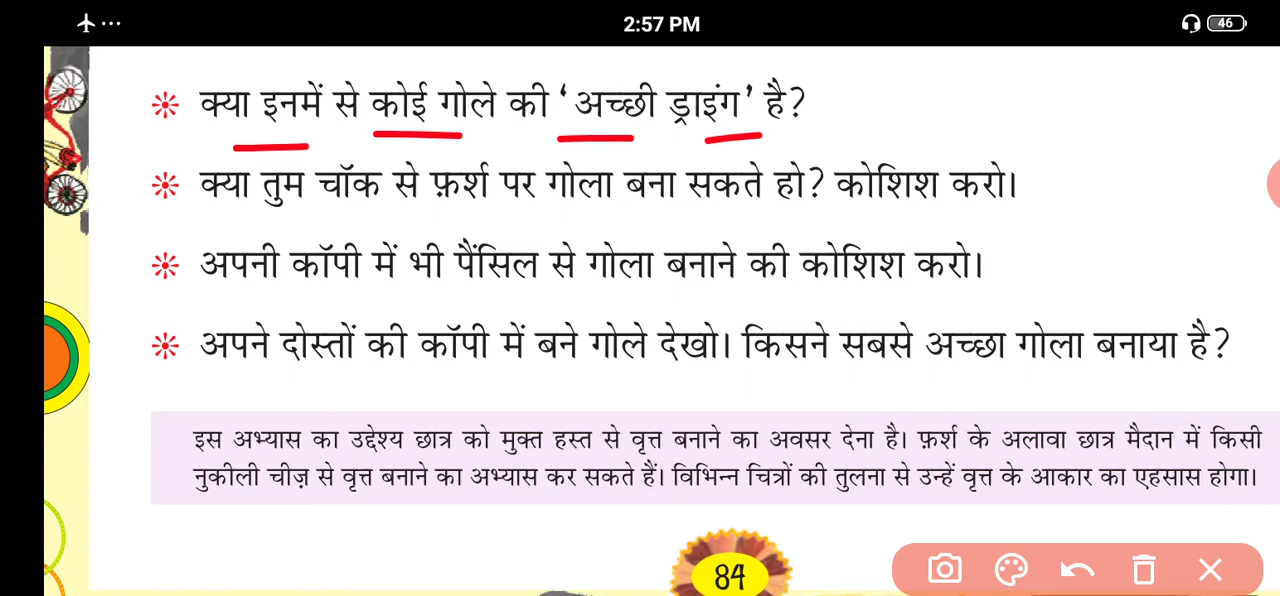 2:57 PM
46
क्या इनमें से कोई गोले की ‘अच्छी ड्राइंग’ है?
क्या तुम चॉक से फ़र्श पर गोला बना सकते हो? कोशिश करो।
अपनी कॉपी में भी पैंसिल से गोला बनाने की कोशिश करो।
अपने दोस्तों की कॉपी में बने गोले देखो। किसने सबसे अच्छा गोला बनाया है?
इस अभ्यास का उद्देश्य छात्र को मुक्त हस्त से वृत्त बनाने का अवसर देना है। फ़र्श के अलावा छात्र मैदान में किसी
नुकीली चीज़ से वृत्त बनाने का अभ्यास कर सकते हैं। विभिन्न चित्रों की तुलना से उन्हें वृत्त के आकार का एहसास होगा।
84